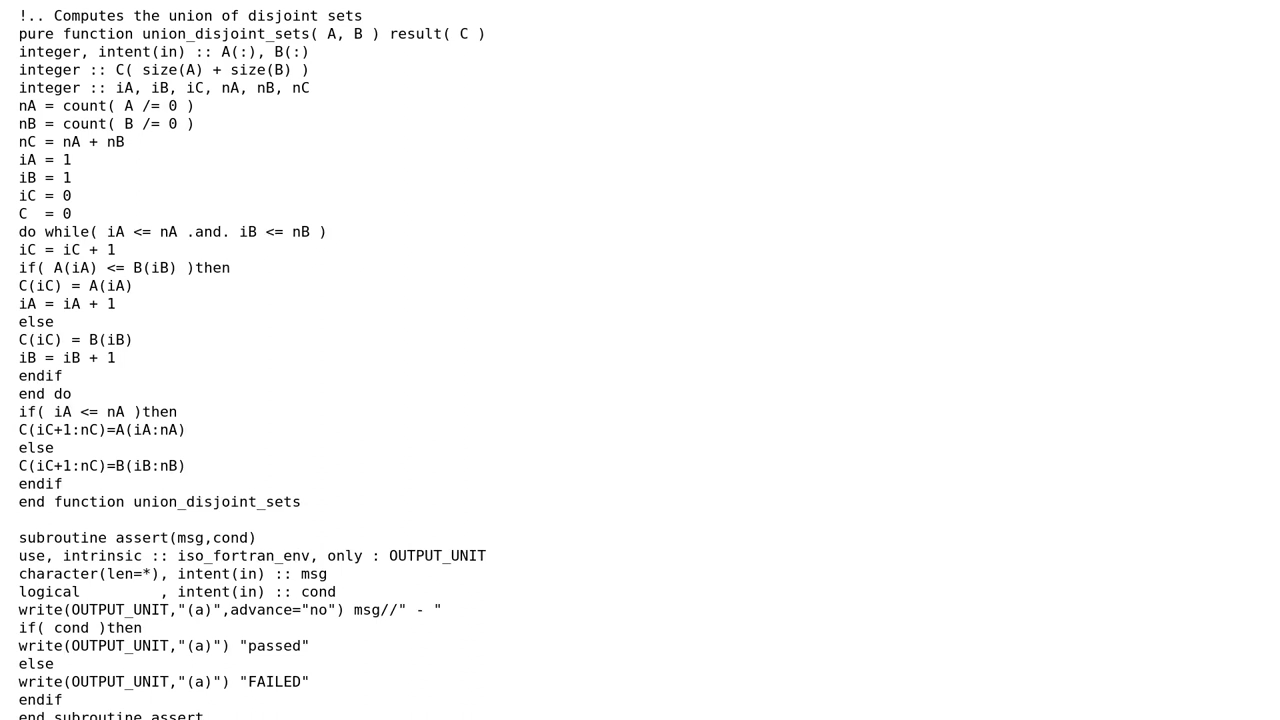 !.. Computes the union of disjoint sets
pure function union_disjoint_sets( A, B ) result( C )
integer, intent(in) :: A(:), B(:)
integer :: C( size(A) + size(B) )
integer :: iA, iB, iC, nA, nB, nC
nA = count( A /= 0 )
nB = count( B /= 0 )
nC = nA + nB
iA = 1
iB = 1
iC = 0
C  = 0
do while( iA <= nA .and. iB <= nB )
iC = iC + 1
if( A(iA) <= B(iB) )then
C(iC) = A(iA)
iA = iA + 1
else
C(iC) = B(iB)
iB = iB + 1
endif
end do
if( iA <= nA )then
C(iC+1:nC)=A(iA:nA)
else
C(iC+1:nC)=B(iB:nB)
endif
end function union_disjoint_sets

subroutine assert(msg,cond)
use, intrinsic :: iso_fortran_env, only : OUTPUT_UNIT
character(len=*), intent(in) :: msg
logical         , intent(in) :: cond
write(OUTPUT_UNIT,"(a)",advance="no") msg//" - "
if( cond )then
write(OUTPUT_UNIT,"(a)") "passed"
else
write(OUTPUT_UNIT,"(a)") "FAILED"
endif
end subroutine assert